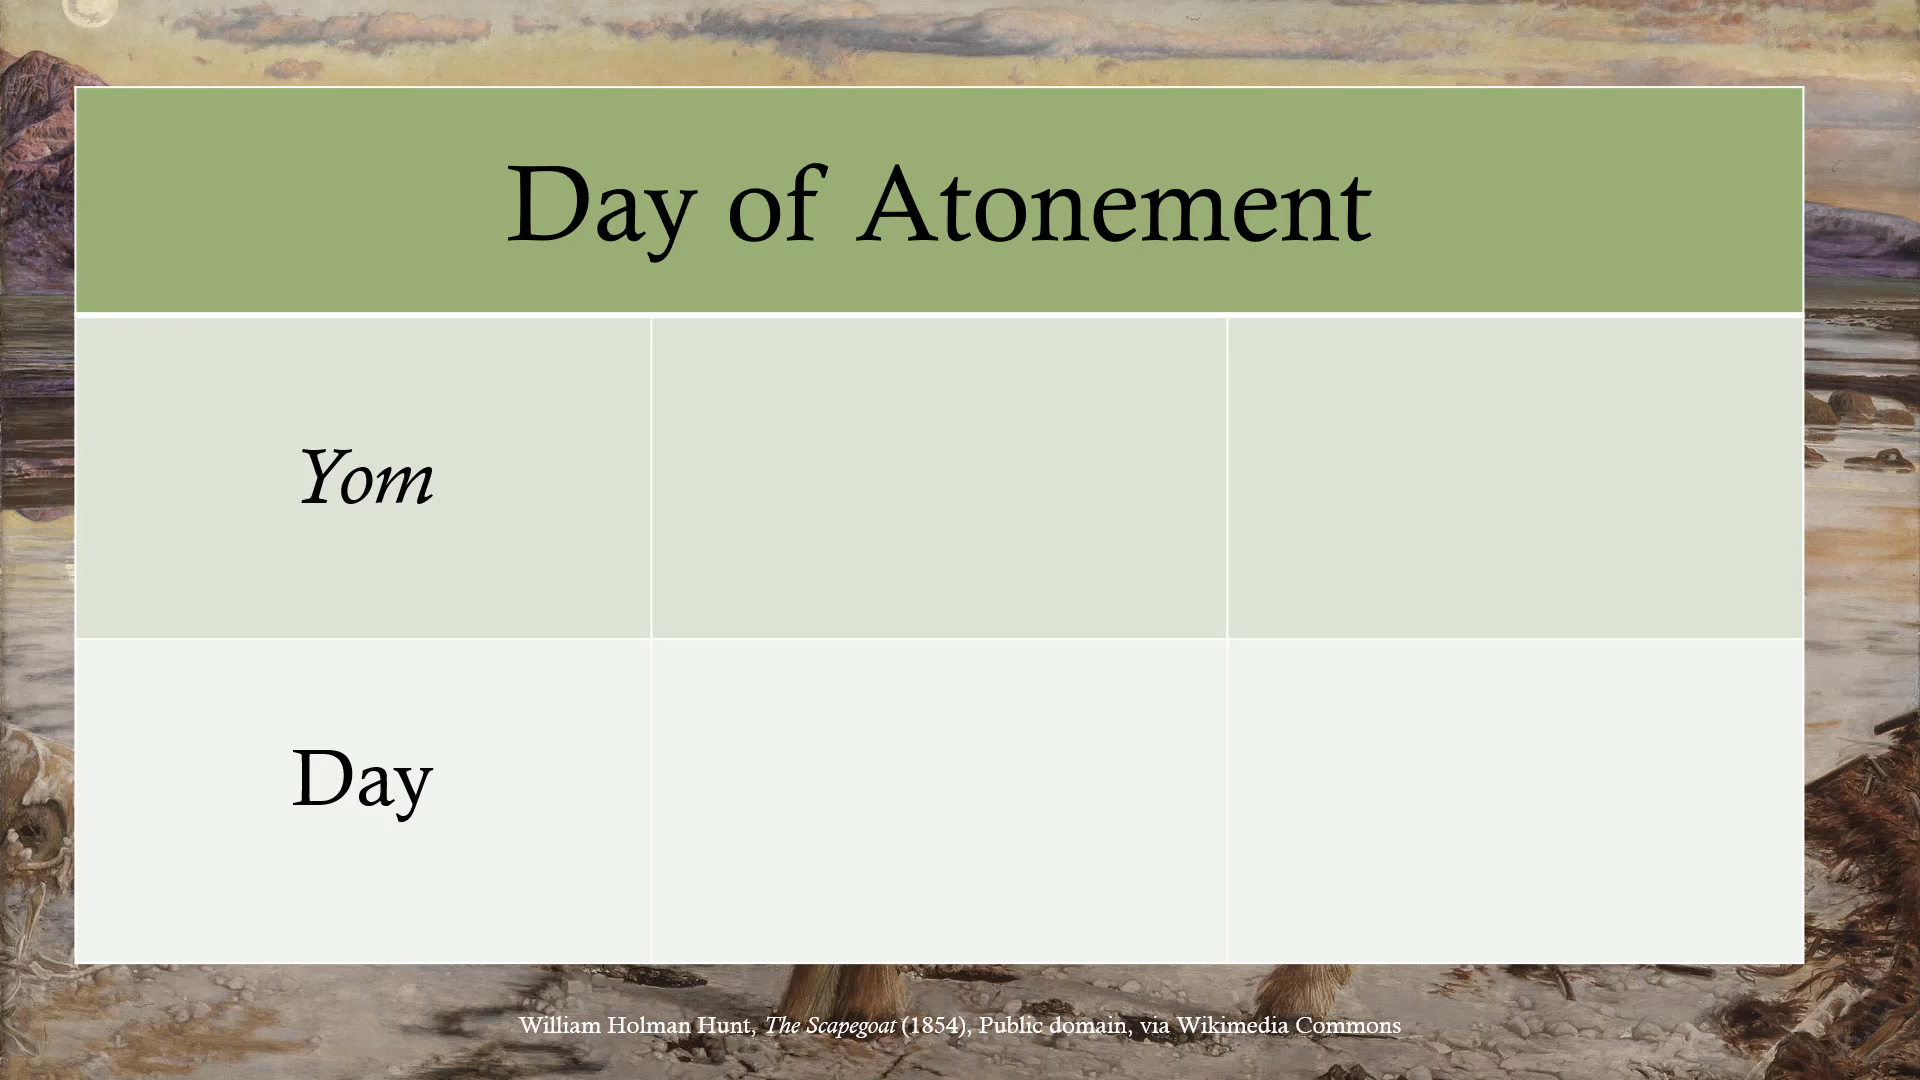 Day of Atonement
Yom
Day
William Holman Hunt, The Scapegoat (1854), Public domain, via Wikimedia Commons